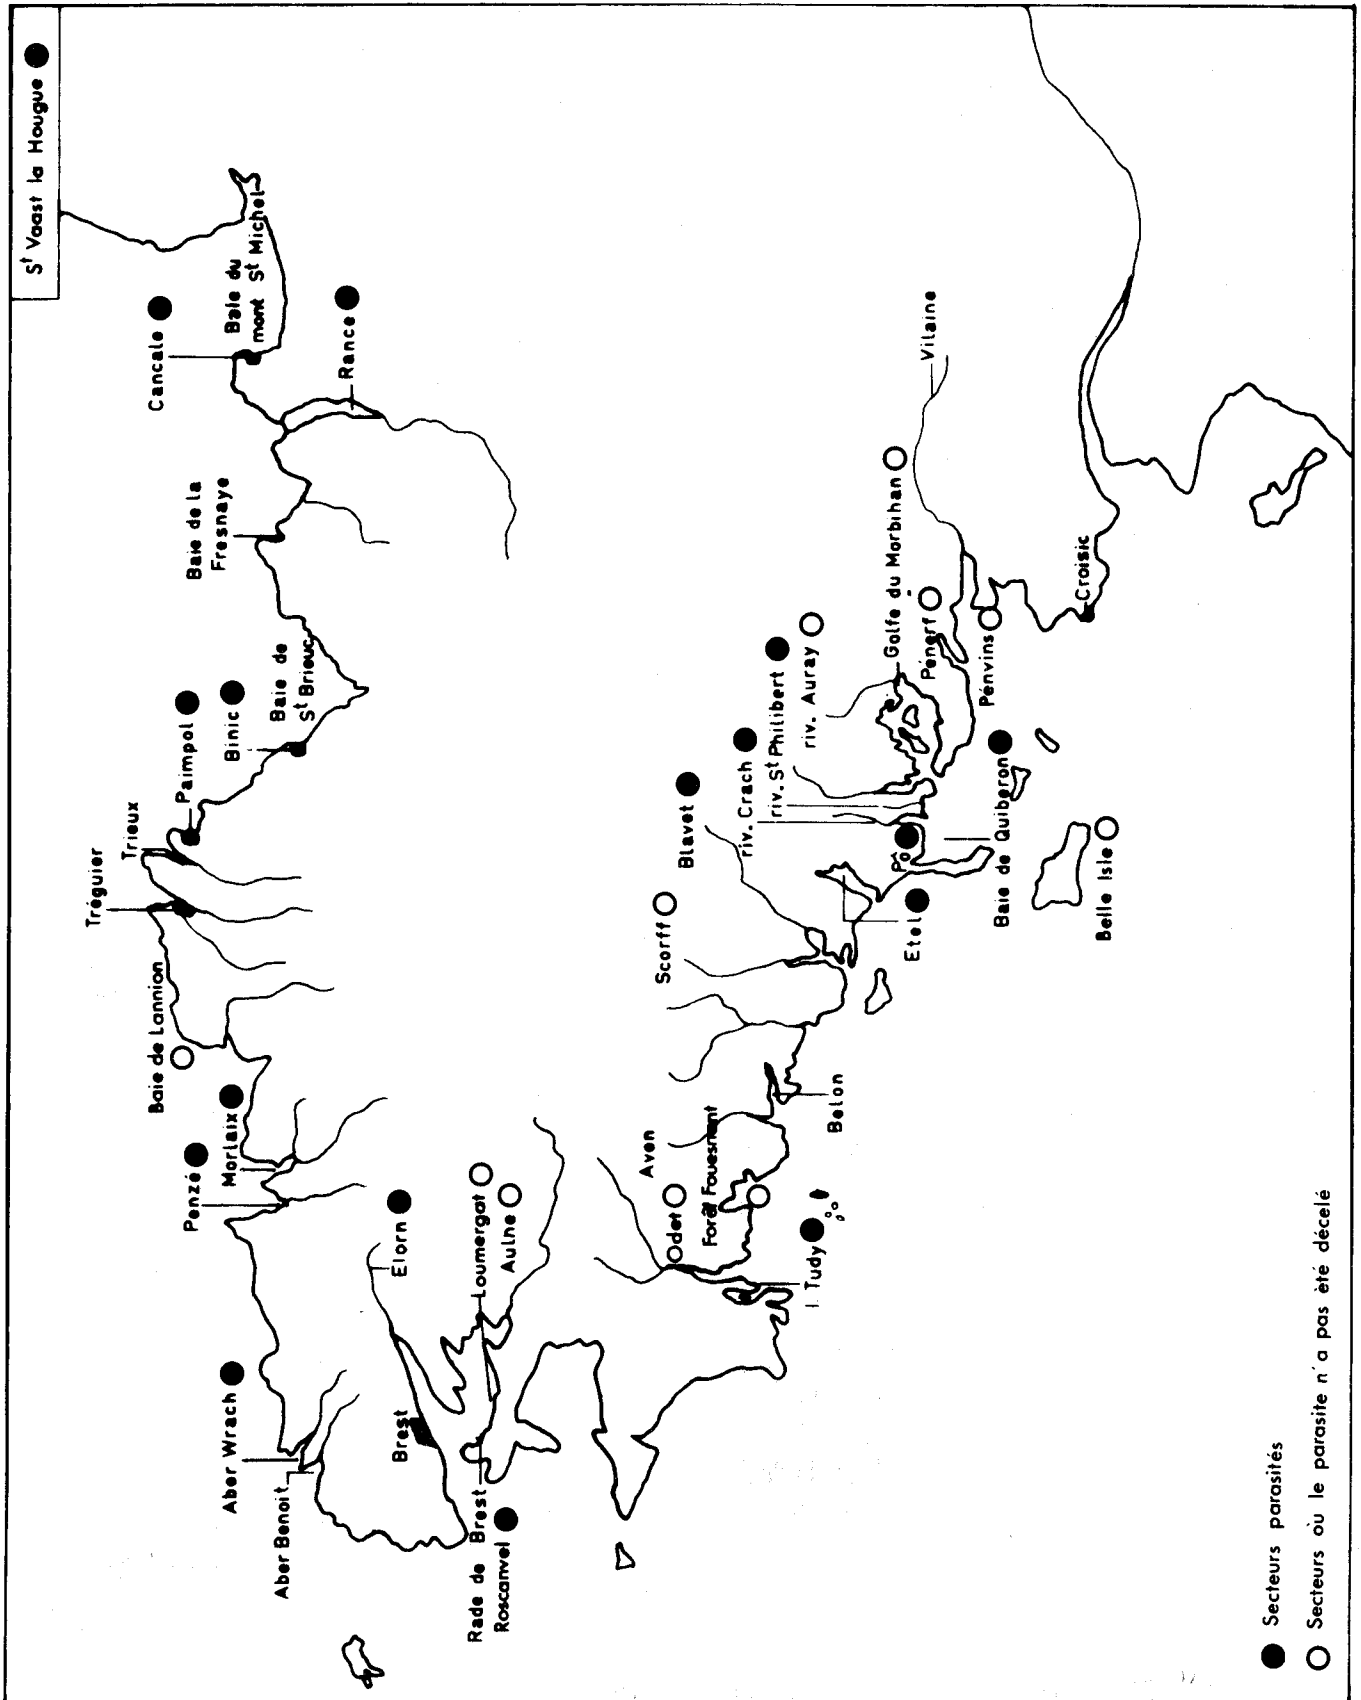 St Vaast la Hougue
Cancale
Baie du
mont St Michel
Rance
Baie de la
Fresnaye
Baie de
St Brieuc
Binic
Paimpol
Trieux
Tréguier
Baie de Lannion
Morlaix
Penzé
Aber Wrach
Aber Benoit
Elorn
Brest
Loumergat
Aulne
Rade de Brest
Roscanvel
Odet
Aven
Forêt Fouesnant
I. Tudy
Belon
Scorff
Blavet
Etel
riv. Crach
riv. St Philibert
riv. Auray
Pô
Baie de Quiberon
Belle Isle
Golfe du Morbihan
Pénerf
Pénvins
Vilaine
Croisic
Secteurs parasités
Secteurs où le parasite n'a pas été décelé